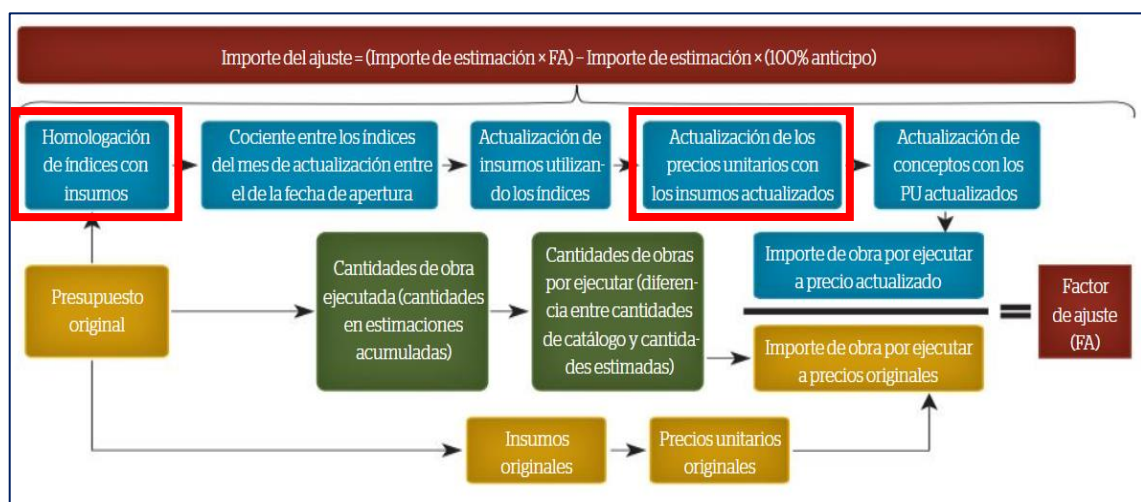 Importe del ajuste = (Importe de estimación × FA) – Importe de estimación × (100% anticipo)
Homologación
de índices con
insumos
Cociente entre los índices
del mes de actualización entre
el de la fecha de apertura
Actualización de
insumos utilizan-
do los índices
Actualización de los
precios unitarios con
los insumos actualizados
Actualización de
conceptos con los
PU actualizados
Presupuesto
original
Cantidades de obra
ejecutada (cantidades
en estimaciones
acumuladas)
Cantidades de obras
por ejecutar (diferen-
cia entre cantidades
de catálogo y cantida-
des estimadas)
Importe de obra por ejecutar
a precio actualizado
Importe de obra por ejecutar
a precios originales
=
Factor
de ajuste
(FA)
Insumos
originales
Precios unitarios
originales